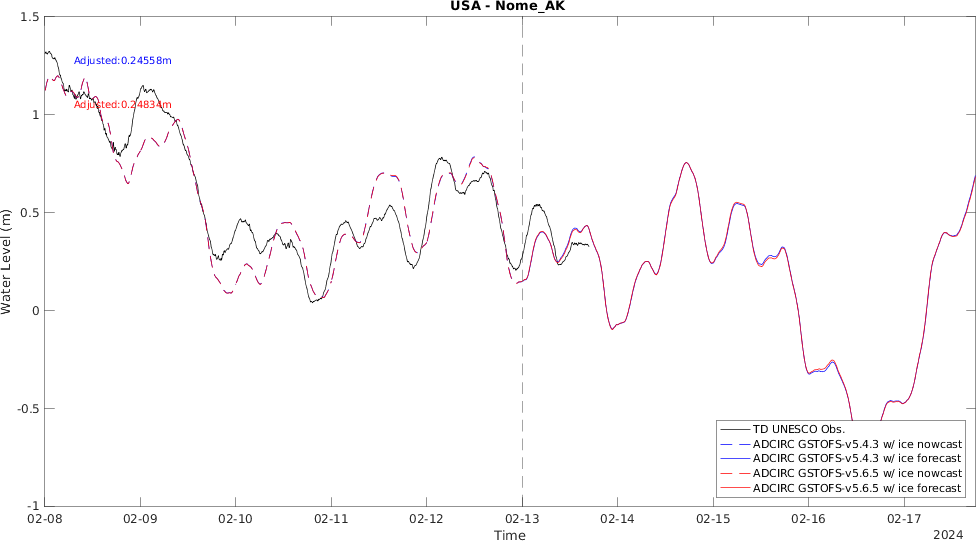 USA - Nome_AK
1.5
1
0.5
0
-0.5
-1
Water Level (m)
Adjusted:0.24558m
Adjusted:0.24834m
TD UNESCO Obs.
ADCIRC GSTOFS-v5.4.3 w/ ice nowcast
ADCIRC GSTOFS-v5.4.3 w/ ice forecast
ADCIRC GSTOFS-v5.6.5 w/ ice nowcast
ADCIRC GSTOFS-v5.6.5 w/ ice forecast
02-08 02-09 02-10 02-11 02-12 02-13 02-14 02-15 02-16 02-17
Time
2024